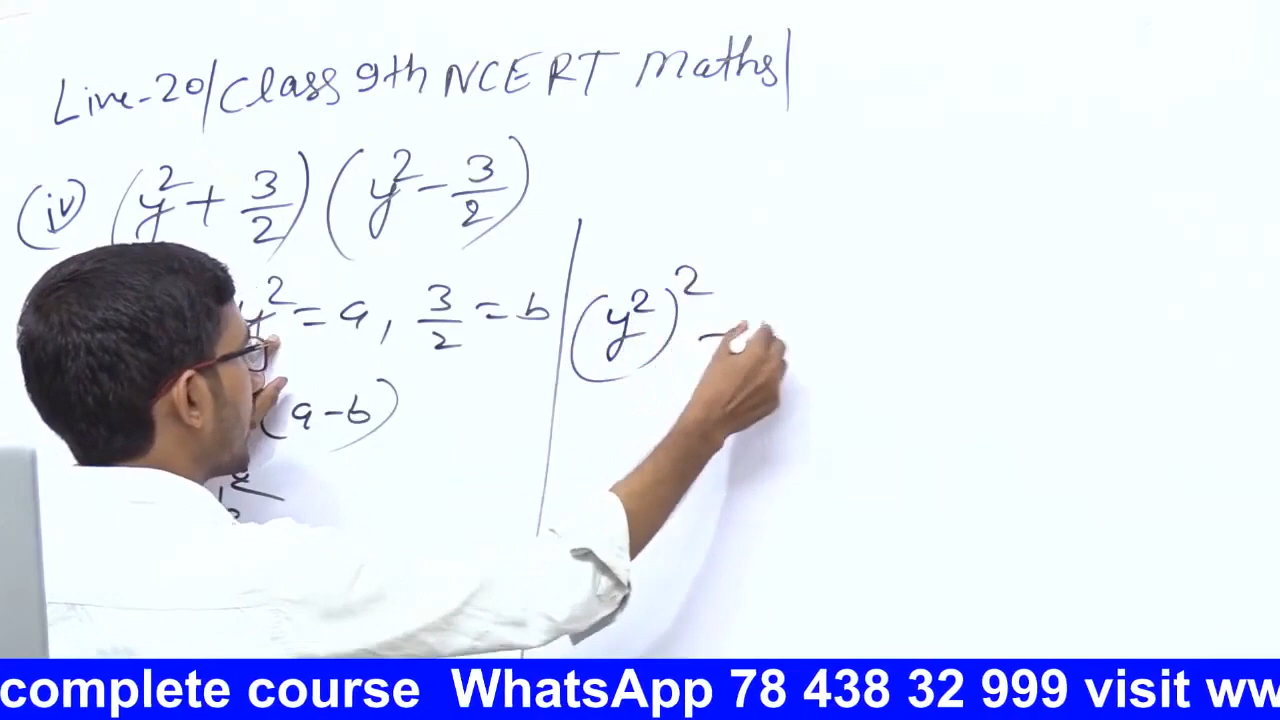 Live-20/Class 9th NCERT Maths/
(iv) (y² + 3/2) (y² - 3/2)
y² = a, 3/2 = b
(a - b)
(y²)² -
complete course WhatsApp 78 438 32 999 visit ww